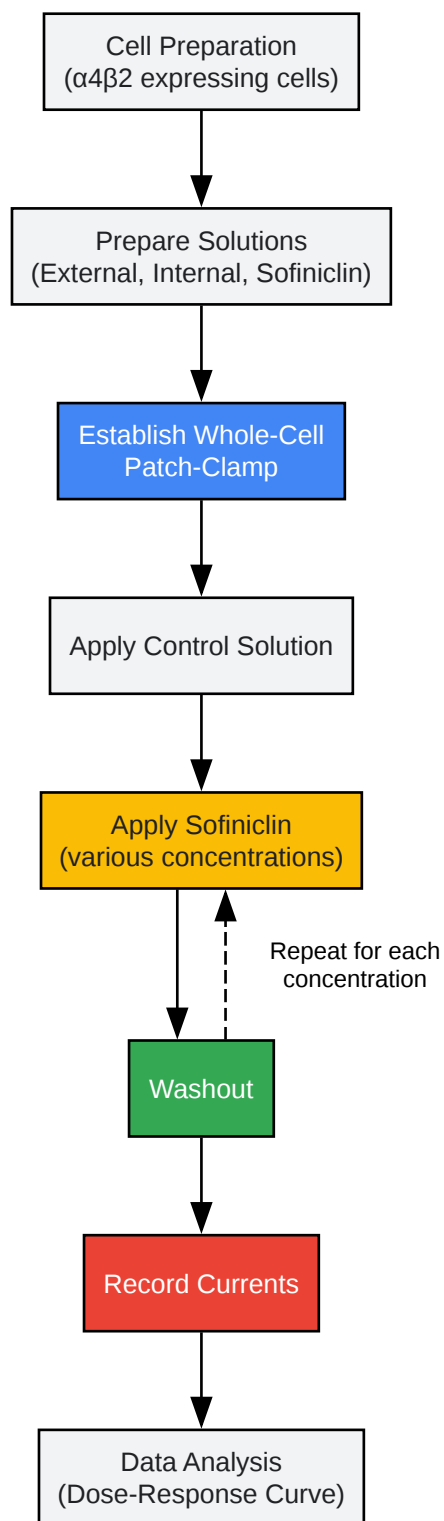 Cell Preparation
(α4β2 expressing cells)
Prepare Solutions
(External, Internal, Sofiniclin)
Establish Whole-Cell
Patch-Clamp
Apply Control Solution
Apply Sofiniclin
(various concentrations)
Repeat for each
concentration
Washout
Record Currents
Data Analysis
(Dose-Response Curve)